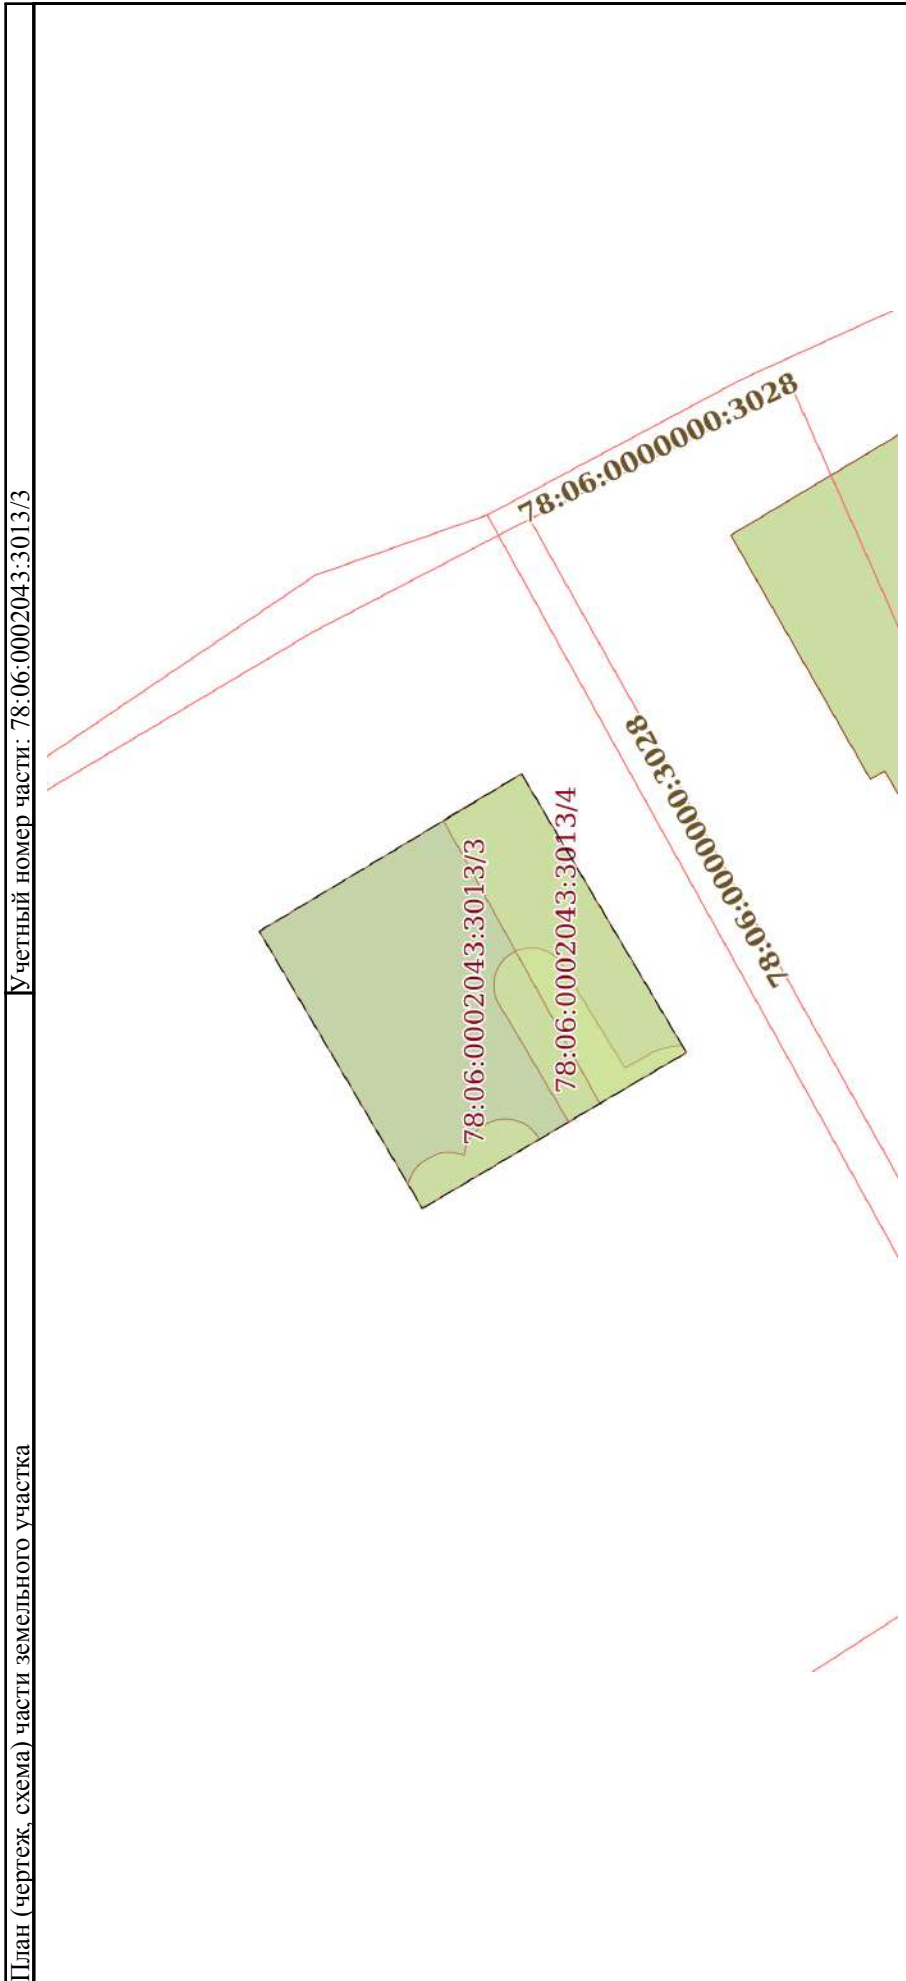 План (чертеж, схема) части земельного участка
Учетный номер части: 78:06:0002043:3013/3
78:06:0002043:3013/3
78:06:0002043:3013/4
78:06:0000000:3028
78:06:0000000:3028